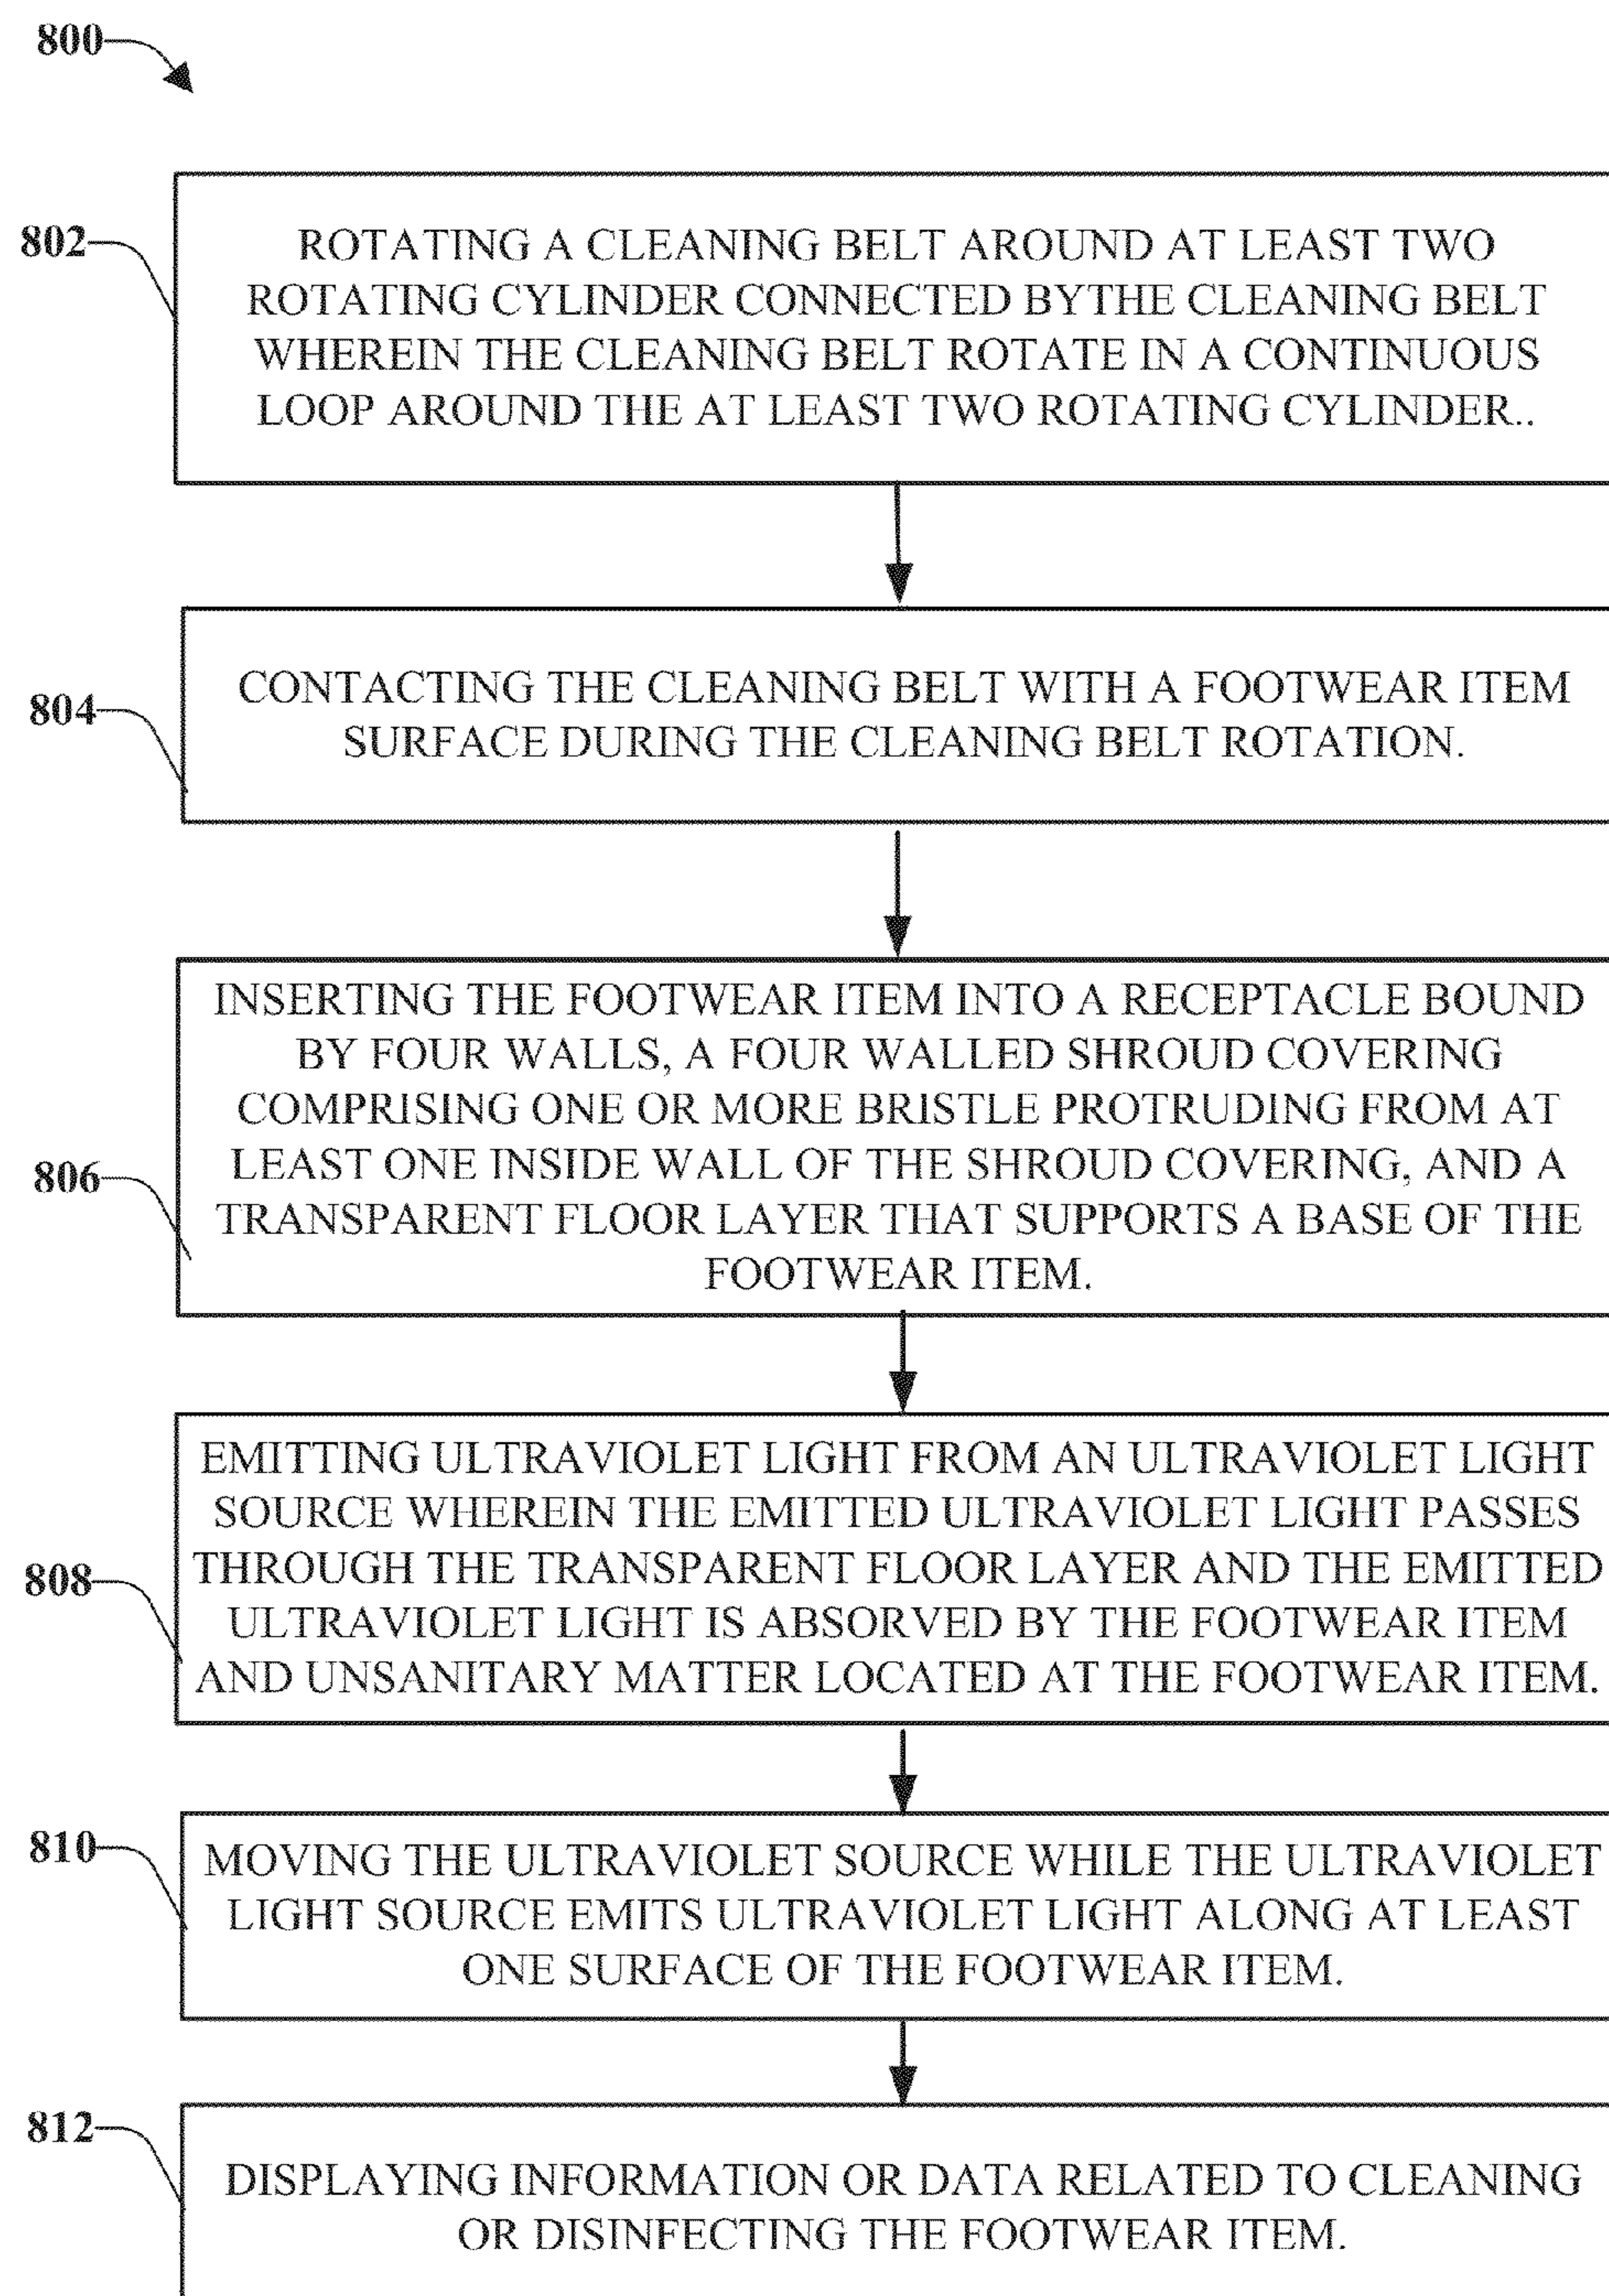 800
802
ROTATING A CLEANING BELT AROUND AT LEAST TWO
ROTATING CYLINDER CONNECTED BYTHE CLEANING BELT
WHEREIN THE CLEANING BELT ROTATE IN A CONTINUOUS
LOOP AROUND THE AT LEAST TWO ROTATING CYLINDER..
804
CONTACTING THE CLEANING BELT WITH A FOOTWEAR ITEM
SURFACE DURING THE CLEANING BELT ROTATION.
806
INSERTING THE FOOTWEAR ITEM INTO A RECEPTACLE BOUND
BY FOUR WALLS, A FOUR WALLED SHROUD COVERING
COMPRISING ONE OR MORE BRISTLE PROTRUDING FROM AT
LEAST ONE INSIDE WALL OF THE SHROUD COVERING, AND A
TRANSPARENT FLOOR LAYER THAT SUPPORTS A BASE OF THE
FOOTWEAR ITEM.
808
EMITTING ULTRAVIOLET LIGHT FROM AN ULTRAVIOLET LIGHT
SOURCE WHEREIN THE EMITTED ULTRAVIOLET LIGHT PASSES
THROUGH THE TRANSPARENT FLOOR LAYER AND THE EMITTED
ULTRAVIOLET LIGHT IS ABSORVED BY THE FOOTWEAR ITEM
AND UNSANITARY MATTER LOCATED AT THE FOOTWEAR ITEM.
810
MOVING THE ULTRAVIOLET SOURCE WHILE THE ULTRAVIOLET
LIGHT SOURCE EMITS ULTRAVIOLET LIGHT ALONG AT LEAST
ONE SURFACE OF THE FOOTWEAR ITEM.
812
DISPLAYING INFORMATION OR DATA RELATED TO CLEANING
OR DISINFECTING THE FOOTWEAR ITEM.